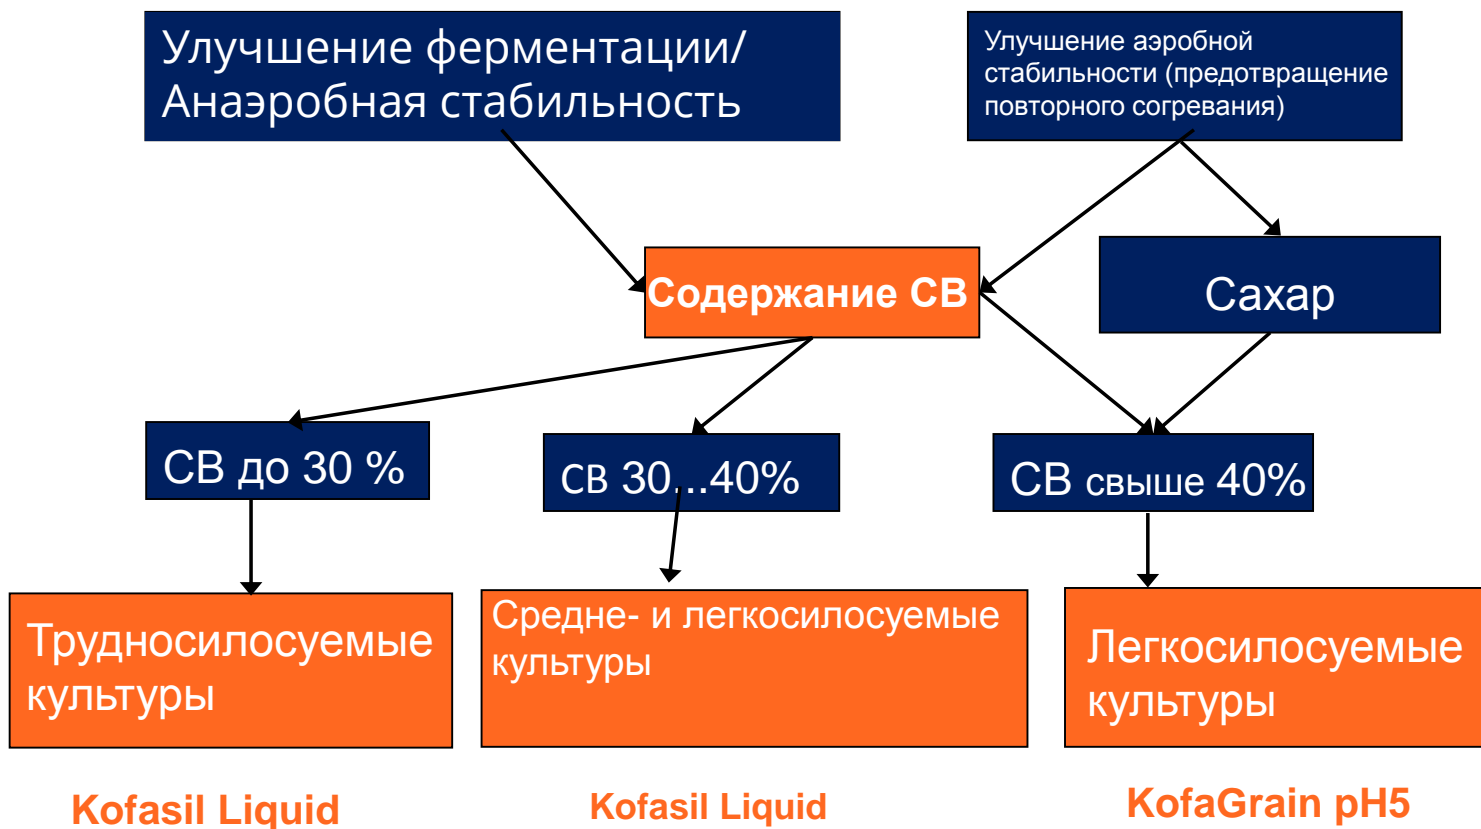 Улучшение ферментации/
Анаэробная стабильность
Улучшение аэробной
стабильности (предотвращение
повторного согревания)
Содержание СВ
Сахар
СВ до 30 %
СВ 30...40%
СВ свыше 40%
Трудносилосуемые
культуры
Средне- и легкосилосуемые
культуры
Легкосилосуемые
культуры
Kofasil Liquid
Kofasil Liquid
KofaGrain pH5